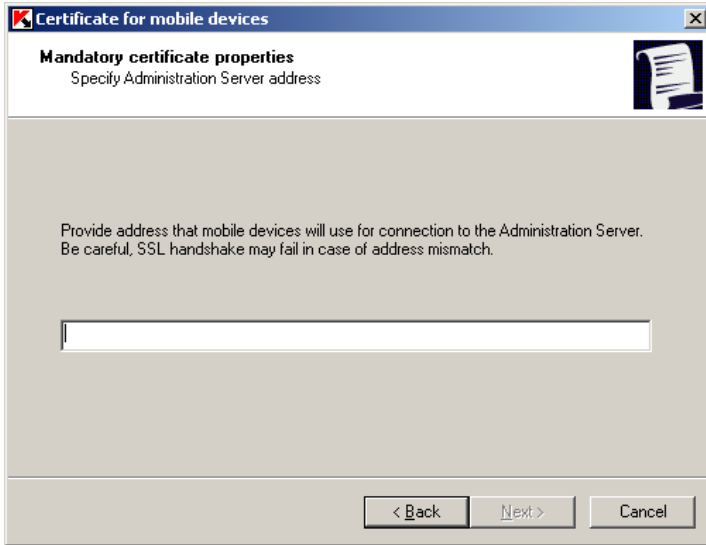 Certificate for mobile devices
Mandatory certificate properties
Specify Administration Server address
Provide address that mobile devices will use for connection to the Administration Server.
Be careful, SSL handshake may fail in case of address mismatch.
< Back
Next >
Cancel